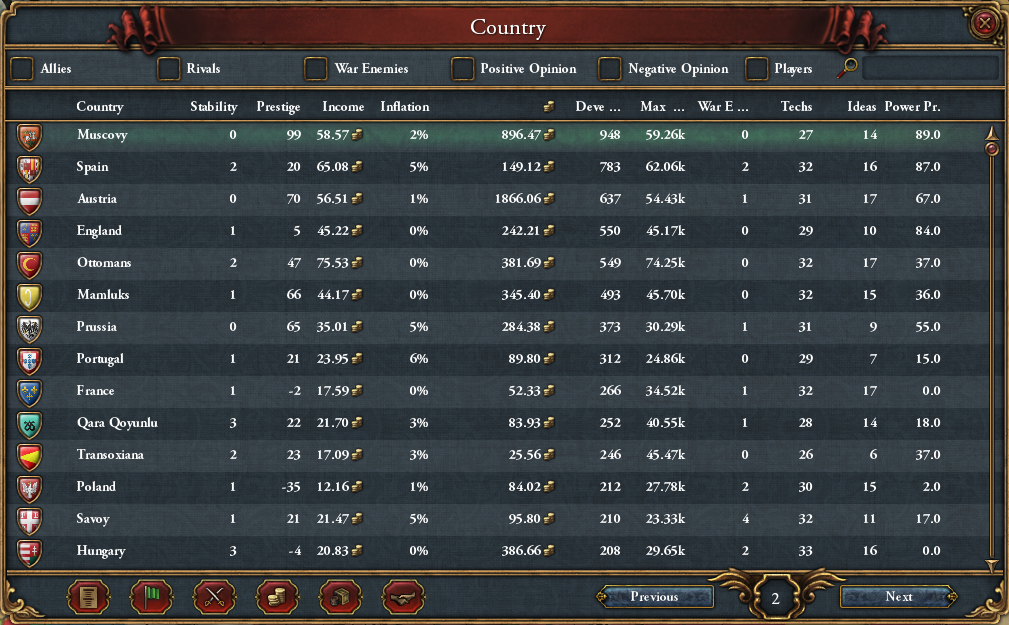 Country
Allies Rivals War Enemies Positive Opinion Negative Opinion Players
Country Stability Prestige Income Inflation Deve ... Max ... War E ... Techs Ideas Power Pr.
Muscovy 0 99 58.57 2% 896.47 948 59.26k 0 27 14 89.0
Spain 2 20 65.08 5% 149.12 783 62.06k 2 32 16 87.0
Austria 0 70 56.51 1% 1866.06 637 54.43k 1 31 17 67.0
England 1 5 45.22 0% 242.21 550 45.17k 0 29 10 84.0
Ottomans 2 47 75.53 0% 381.69 549 74.25k 0 32 17 37.0
Mamluks 1 66 44.17 0% 345.40 493 45.70k 0 32 15 36.0
Prussia 0 65 35.01 5% 284.38 373 30.29k 1 31 9 55.0
Portugal 1 21 23.95 6% 89.80 312 24.86k 0 29 7 15.0
France 1 -2 17.59 0% 52.33 266 34.52k 1 32 17 0.0
Qara Qoyunlu 3 22 21.70 3% 83.93 252 40.55k 1 28 14 18.0
Transoxiana 2 23 17.09 3% 25.56 246 45.47k 0 26 6 37.0
Poland 1 -35 12.16 1% 84.02 212 27.78k 2 30 15 2.0
Savoy 1 21 21.47 5% 95.80 210 23.33k 4 32 11 17.0
Hungary 3 -4 20.83 0% 386.66 208 29.65k 2 33 16 0.0
Previous 2 Next